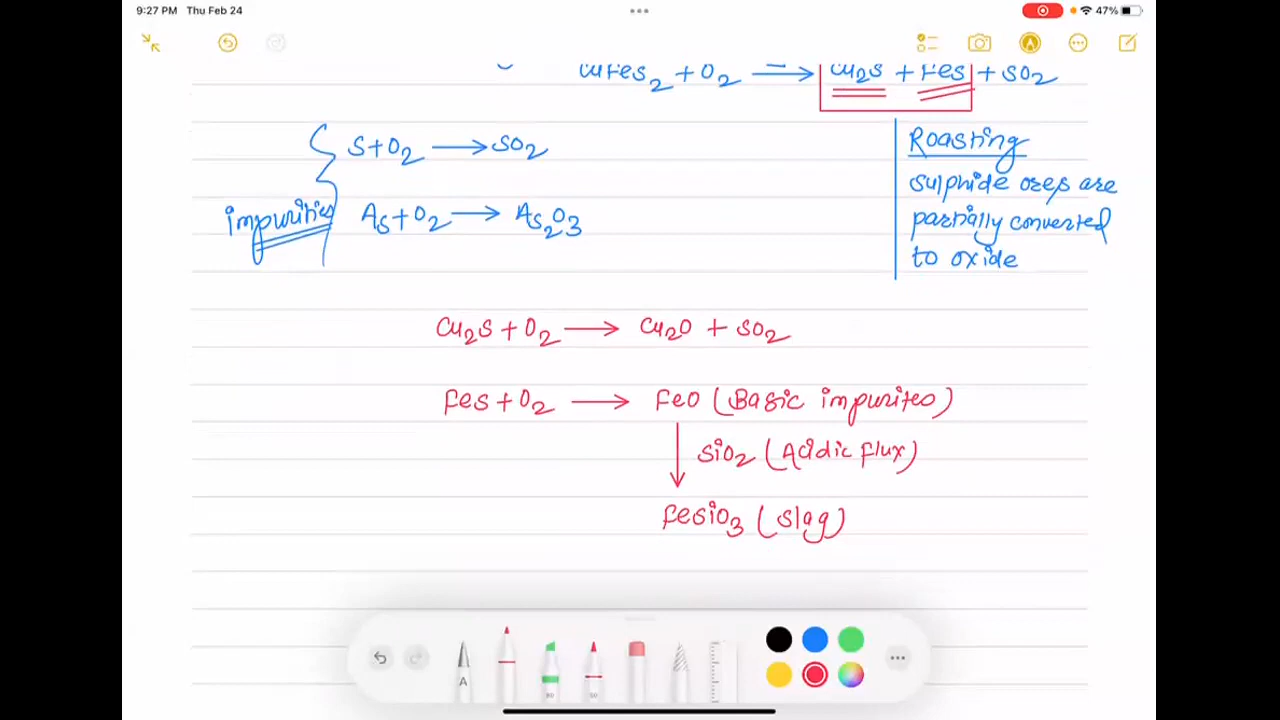 9:27 PM Thu Feb 24
47%
CuFeS2 + O2 → Cu2S + FeS + SO2
S + O2 → SO2
impurities As + O2 → As2O3
Roasting
sulphide ores are
partially converted
to oxide
Cu2S + O2 → Cu2O + SO2
FeS + O2 → FeO (Basic impurites)
SiO2 (Acidic flux)
FeSiO3 (slag)
A
80
50